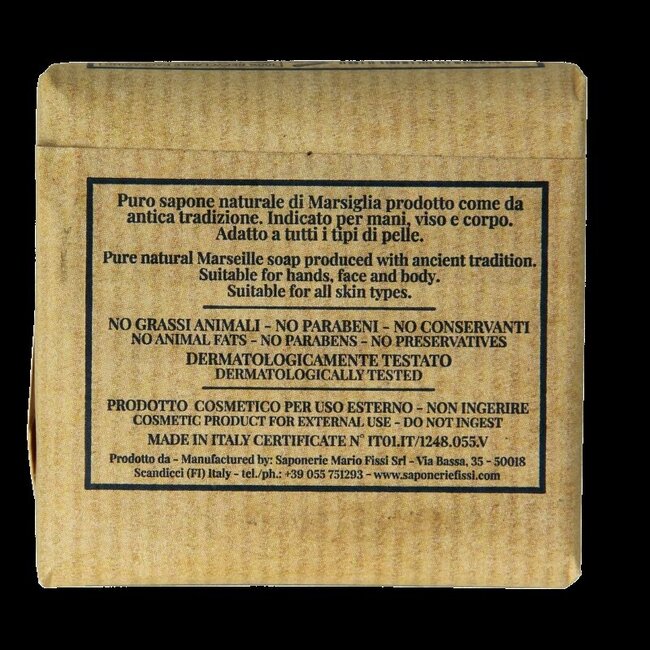 Puro sapone naturale di Marsiglia prodotto come da
antica tradizione. Indicato per mani, viso e corpo.
Adatto a tutti i tipi di pelle.
Pure natural Marseille soap produced with ancient tradition.
Suitable for hands, face and body.
Suitable for all skin types.
NO GRASSI ANIMALI - NO PARABENI - NO CONSERVANTI
NO ANIMAL FATS - NO PARABENS - NO PRESERVATIVES
DERMATOLOGICAMENTE TESTATO
DERMATOLOGICALLY TESTED
PRODOTTO COSMETICO PER USO ESTERNO - NON INGERIRE
COSMETIC PRODUCT FOR EXTERNAL USE - DO NOT INGEST
MADE IN ITALY CERTIFICATE N° IT01.IT/1248.055.V
Prodotto da - Manufactured by: Saponerie Mario Fissi Srl - Via Bassa, 35 - 50018
Scandicci (FI) Italy - tel./ph.: +39 055 751293 - www.saponeriefissi.com